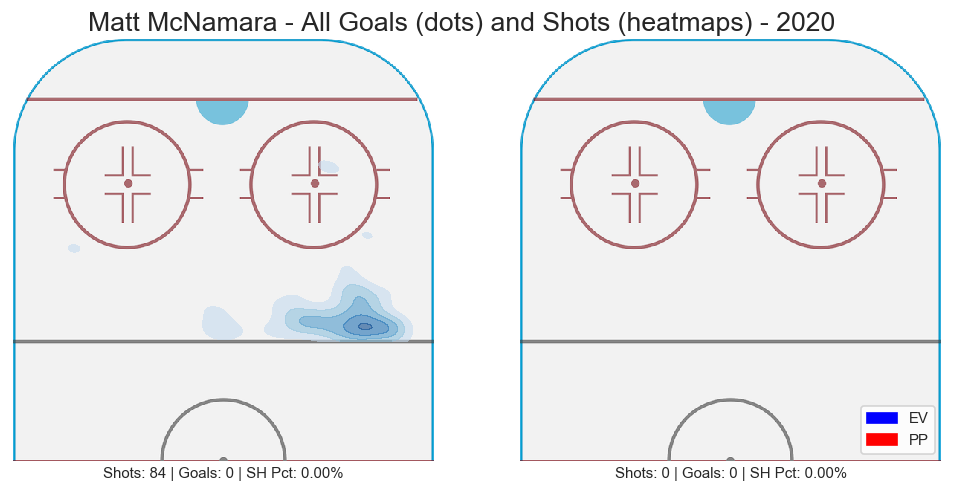 Matt McNamara - All Goals (dots) and Shots (heatmaps) - 2020
EV
PP
Shots: 84 | Goals: 0 | SH Pct: 0.00%
Shots: 0 | Goals: 0 | SH Pct: 0.00%